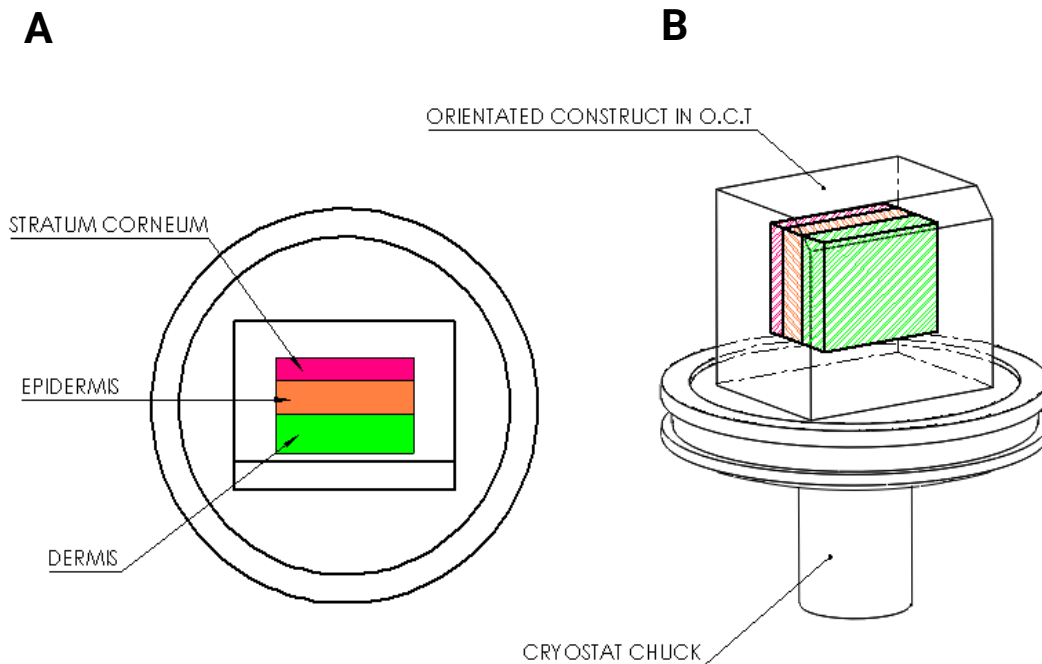 A
B
ORIENTATED CONSTRUCT IN O.C.T
STRATUM CORNEUM
EPIDERMIS
DERMIS
CRYOSTAT CHUCK